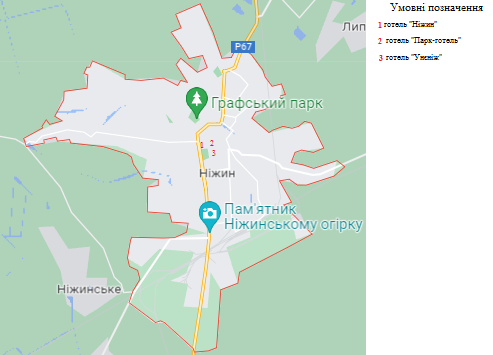 Умовні позначення
1 готель "Ніжин"
2 готель "Парк-готель"
3 готель "Уненіж"
Лип
P67
Графський парк
1 2
3
Ніжин
Пам'ятник
Ніжинському огірку
Ніжинське